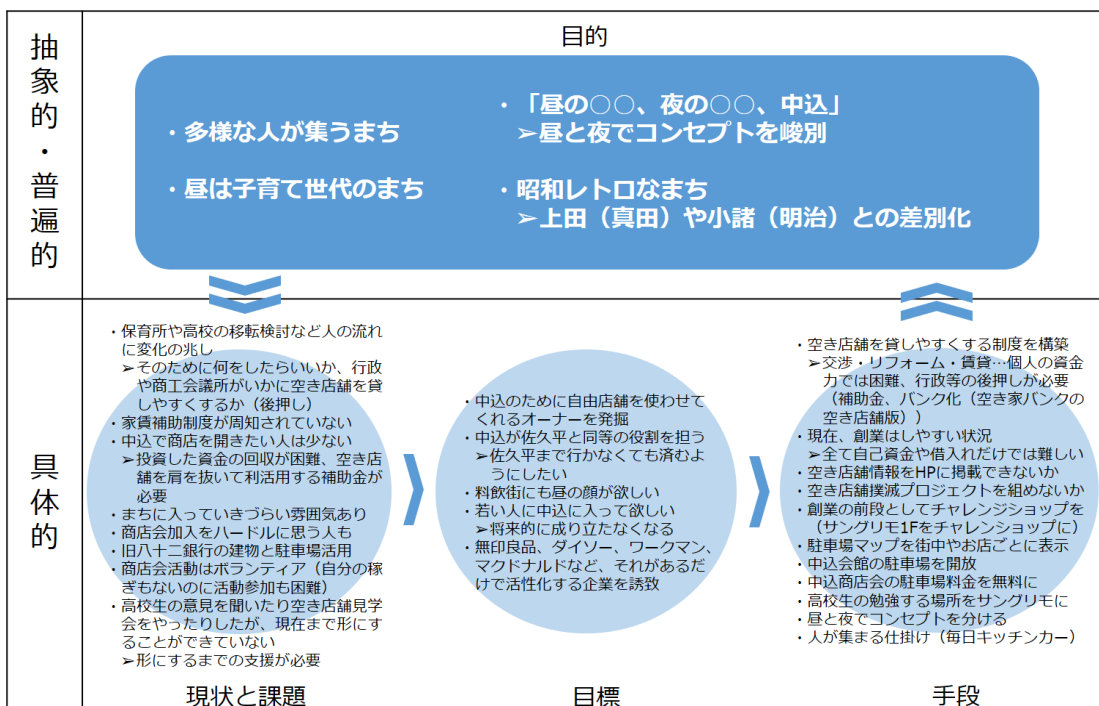 抽象的・普遍的
目的
・多様な人が集うまち
・昼は子育て世代のまち
・「昼の○○、夜の○○、中込」
➢昼と夜でコンセプトを峻別
・昭和レトロなまち
➢上田（真田）や小諸（明治）との差別化
具体的
・保育所や高校の移転検討など人の流れ
に変化の兆し
➢そのために何をしたらいいか、行政
や商工会議所がいかに空き店舗を貸
しやすくするか（後押し）
・家賃補助制度が周知されていない
・中込で商店を開きたい人は少ない
➢投資した資金の回収が困難、空き店
舗を肩を抜いて利活用する補助金が
必要
・まちに入っていきづらい雰囲気あり
・商店会加入をハードルに思う人も
・旧八十二銀行の建物と駐車場活用
・商店会活動はボランティア（自分の稼
ぎもないのに活動参加も困難）
・高校生の意見を聞いたり空き店舗見学
会をやったりしたが、現在まで形にす
ることができていない
➢形にするまでの支援が必要
現状と課題
・中込のために自由店舗を使わせて
くれるオーナーを発掘
・中込が佐久平と同等の役割を担う
➢佐久平まで行かなくても済むよ
うにしたい
・料飲街にも昼の顔が欲しい
・若い人に中込に入って欲しい
➢将来的に成り立たなくなる
・無印良品、ダイソー、ワークマン、
マクドナルドなど、それがあるだ
けで活性化する企業を誘致
目標
・空き店舗を貸しやすくする制度を構築
➢交渉・リフォーム・賃貸…個人の資金
力では困難、行政等の後押しが必要
（補助金、バンク化（空き家バンクの
空き店舗版））
・現在、創業はしやすい状況
➢全て自己資金や借入れだけでは難しい
・空き店舗情報をHPに掲載できないか
・空き店舗撲滅プロジェクトを組めないか
・創業の前段としてチャレンジショップを
（サングリモ1Fをチャレンショップに）
・駐車場マップを街中やお店ごとに表示
・中込会館の駐車場を開放
・中込商店会の駐車場料金を無料に
・高校生の勉強する場所をサングリモに
・昼と夜でコンセプトを分ける
・人が集まる仕掛け（毎日キッチンカー）
手段